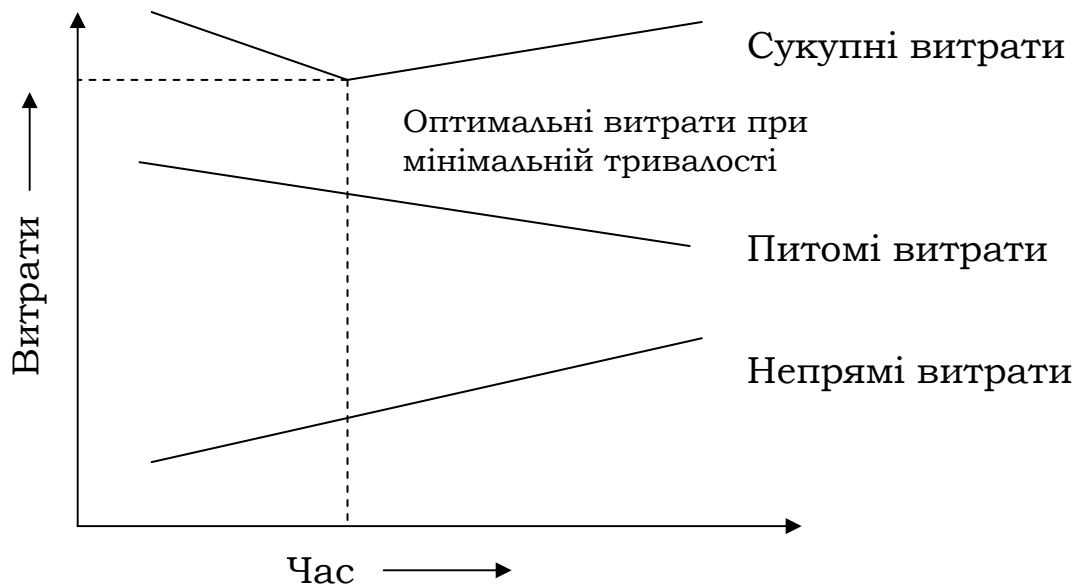 Сукупні витрати
Оптимальні витрати при
мінімальній тривалості
Витрати
Питомі витрати
Непрямі витрати
Час